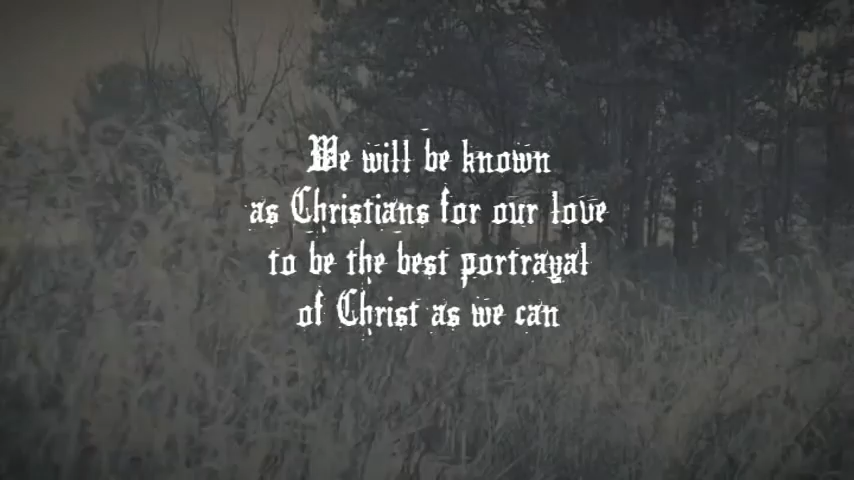 We will be known
as Christians for our love
to be the best portrayal
of Christ as we can